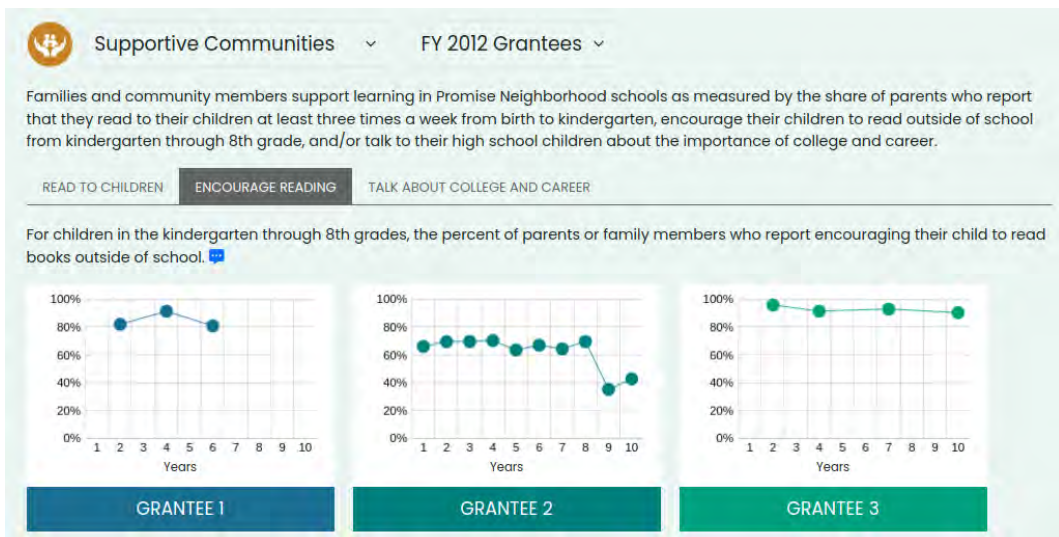 Supportive Communities FY 2012 Grantees
Families and community members support learning in Promise Neighborhood schools as measured by the share of parents who report
that they read to their children at least three times a week from birth to kindergarten, encourage their children to read outside of school
from kindergarten through 8th grade, and/or talk to their high school children about the importance of college and career.
READ TO CHILDREN ENCOURAGE READING TALK ABOUT COLLEGE AND CAREER
For children in the kindergarten through 8th grades, the percent of parents or family members who report encouraging their child to read
books outside of school.
100%
80%
60%
40%
20%
0%
1 2 3 4 5 6 7 8 9 10
Years
GRANTEE 1
100%
80%
60%
40%
20%
0%
1 2 3 4 5 6 7 8 9 10
Years
GRANTEE 2
100%
80%
60%
40%
20%
0%
1 2 3 4 5 6 7 8 9 10
Years
GRANTEE 3